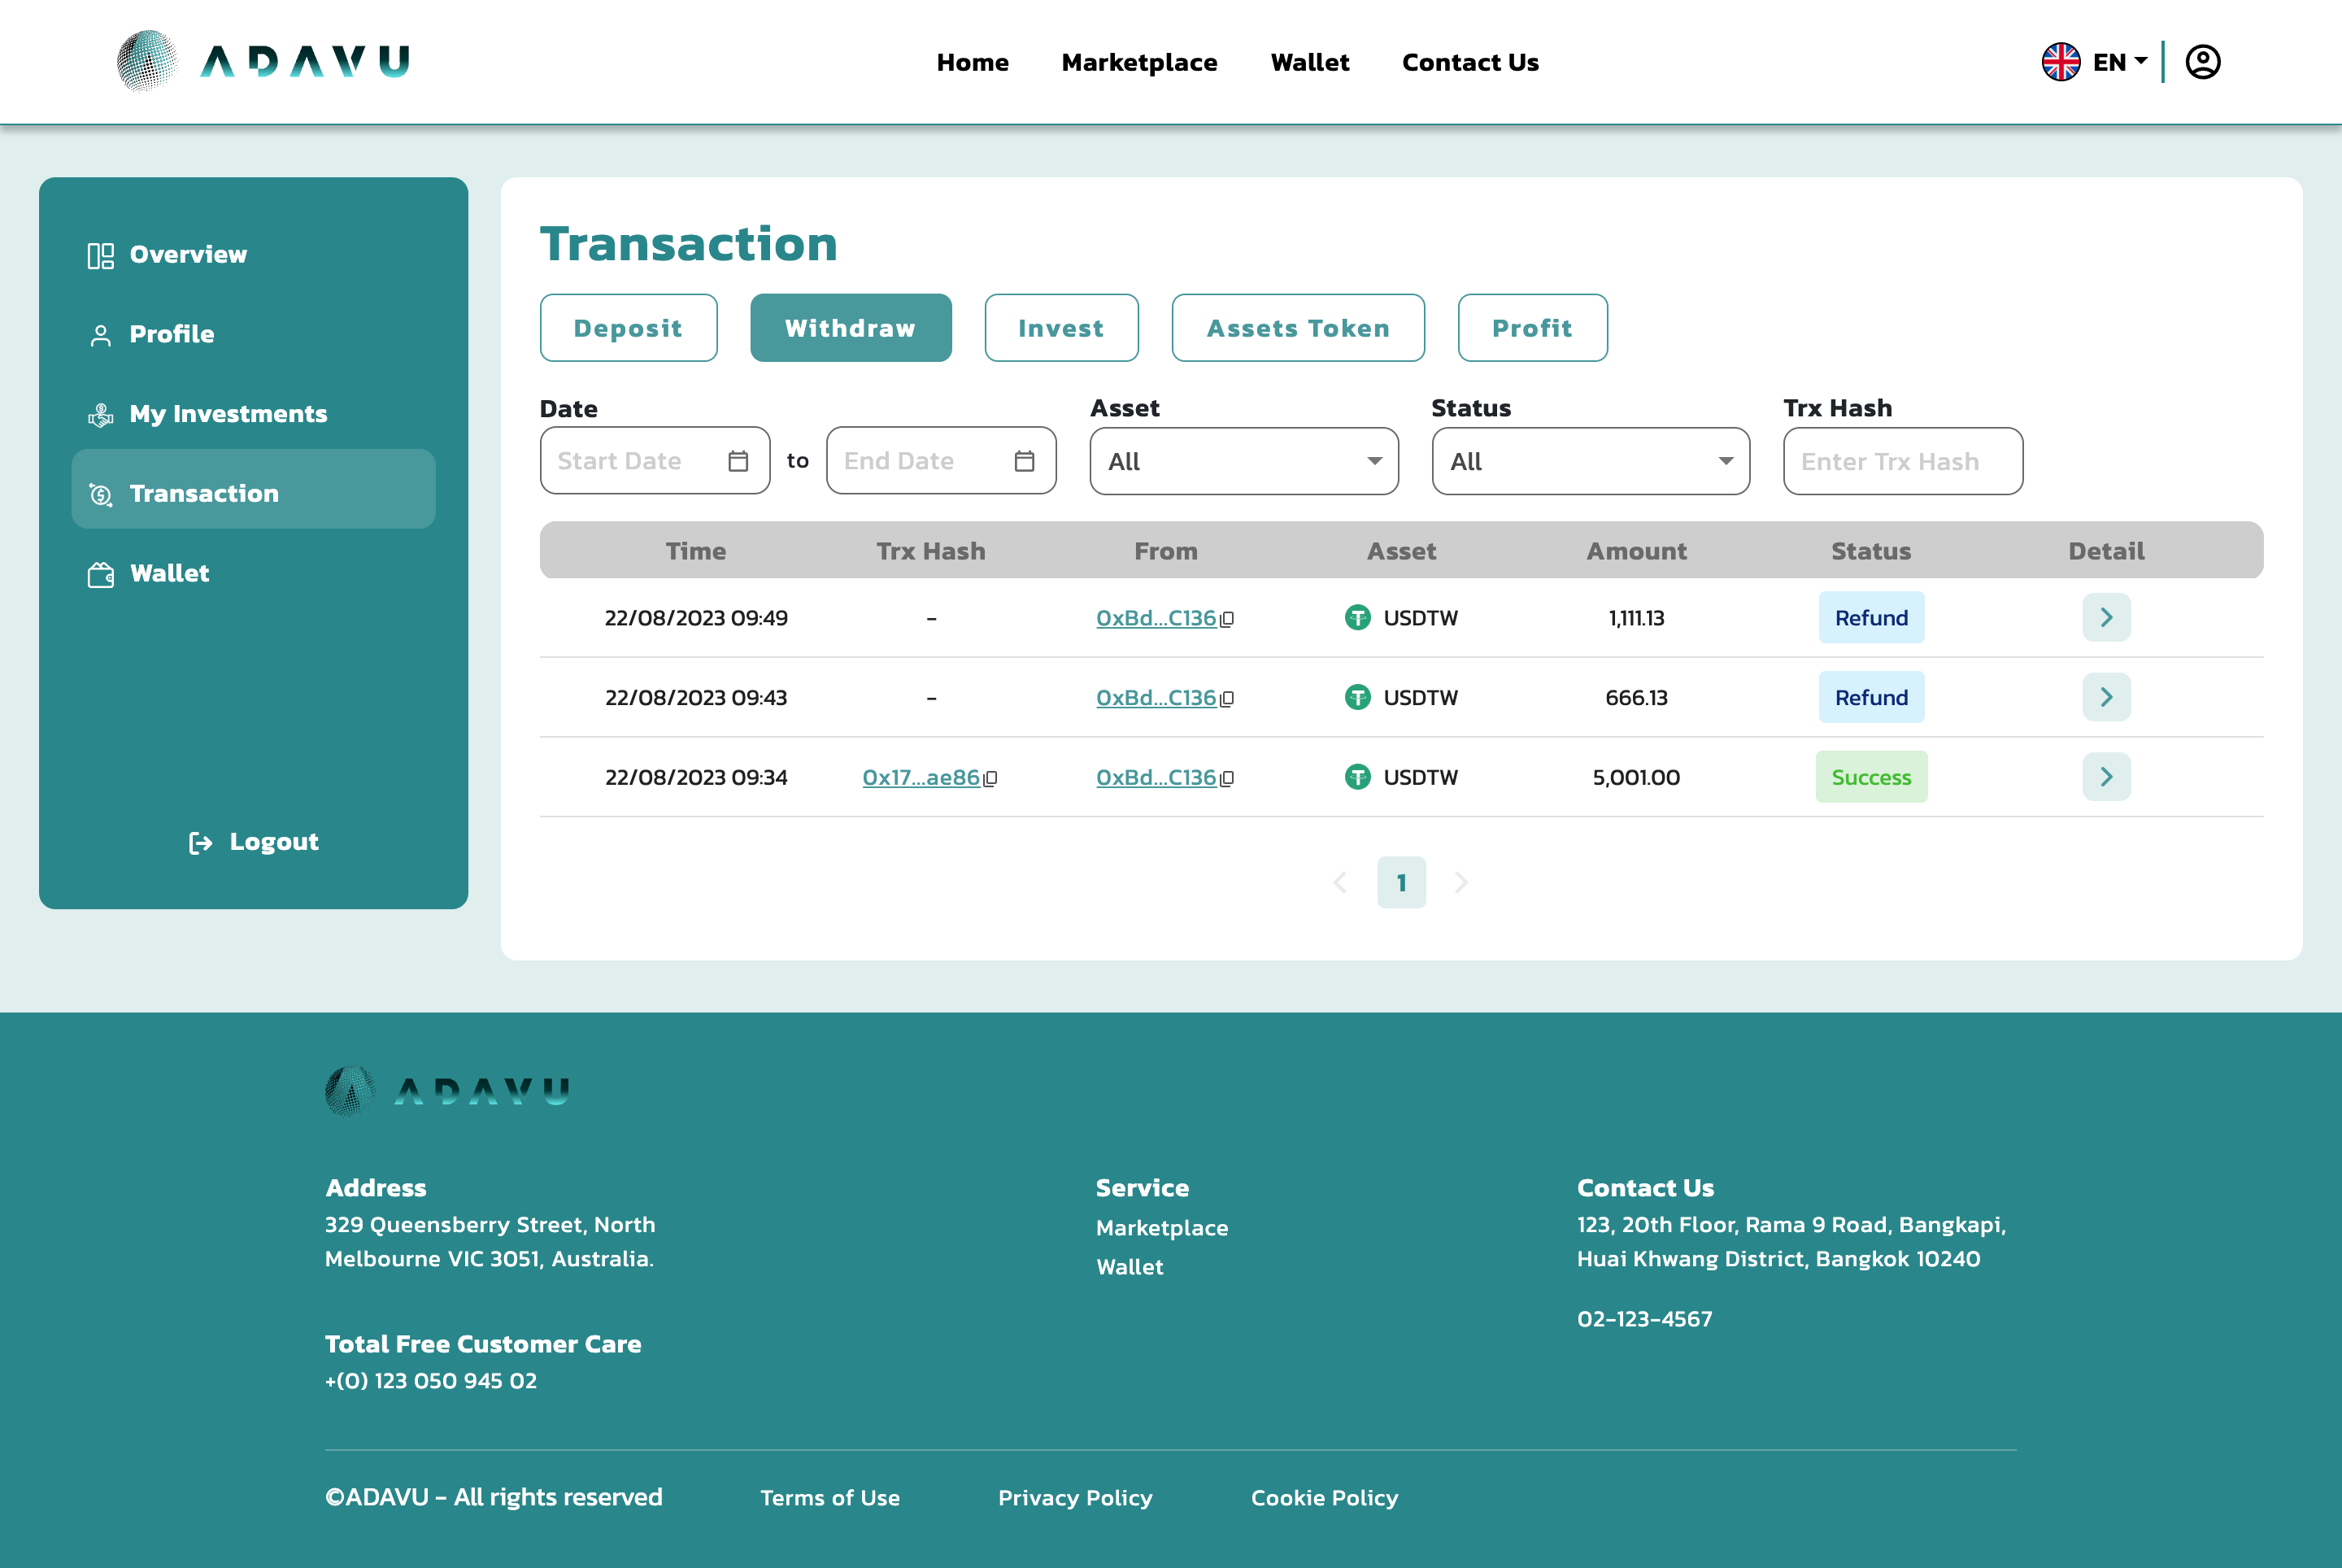 ADAVU
Home Marketplace Wallet Contact Us
EN
Overview
Profile
My Investments
Transaction
Wallet
Logout
Transaction
Deposit Withdraw Invest Assets Token Profit
Date Asset Status Trx Hash
Start Date to End Date All All Enter Trx Hash
Time Trx Hash From Asset Amount Status Detail
22/08/2023 09:49 - 0xBd...C136 USDTW 1,111.13 Refund
22/08/2023 09:43 - 0xBd...C136 USDTW 666.13 Refund
22/08/2023 09:34 0x17...ae86 0xBd...C136 USDTW 5,001.00 Success
1
ADAVU
Address
329 Queensberry Street, North
Melbourne VIC 3051, Australia.
Total Free Customer Care
+(0) 123 050 945 02
Service
Marketplace
Wallet
Contact Us
123, 20th Floor, Rama 9 Road, Bangkapi,
Huai Khwang District, Bangkok 10240
02-123-4567
©ADAVU - All rights reserved Terms of Use Privacy Policy Cookie Policy